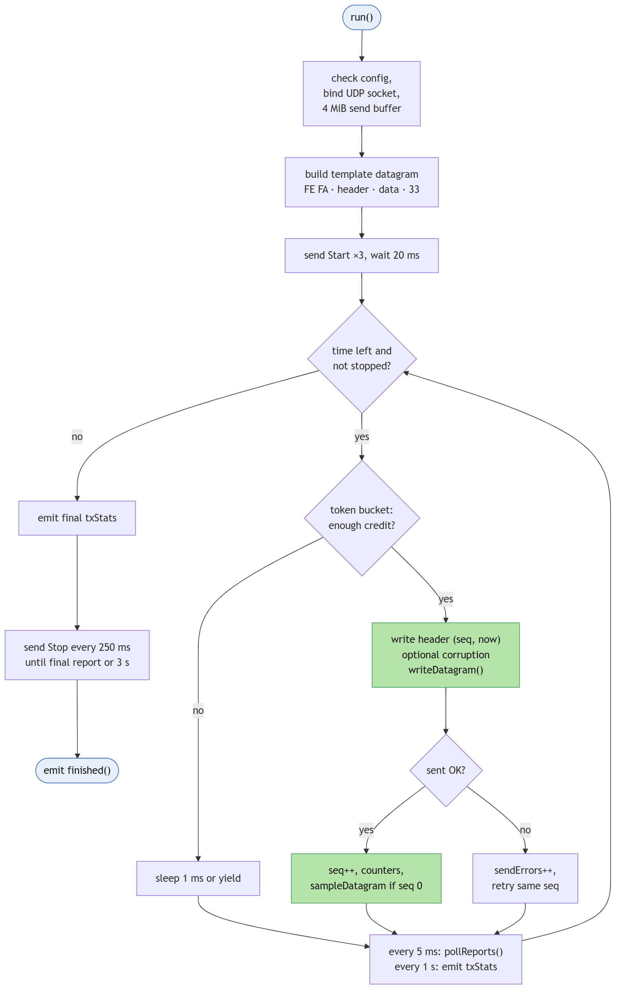 run()
check config,
bind UDP socket,
4 MiB send buffer
build template datagram
FE FA · header · data · 33
send Start ×3, wait 20 ms
time left and
not stopped?
no
yes
emit final txStats
token bucket:
enough credit?
yes
write header (seq, now)
optional corruption
writeDatagram()
send Stop every 250 ms
until final report or 3 s
no
emit finished()
sent OK?
yes
no
sleep 1 ms or yield
seq++, counters,
sampleDatagram if seq 0
sendErrors++,
retry same seq
every 5 ms: pollReports()
every 1 s: emit txStats